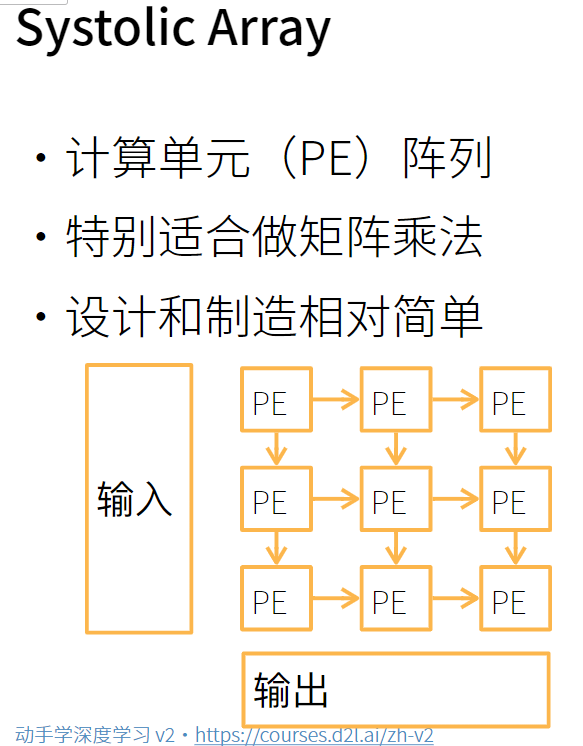 Systolic Array
• 计算单元（PE）阵列
• 特别适合做矩阵乘法
• 设计和制造相对简单
PE PE PE
输入
PE PE PE
PE PE PE
输出
动手学深度学习 v2 • https://courses.d2l.ai/zh-v2